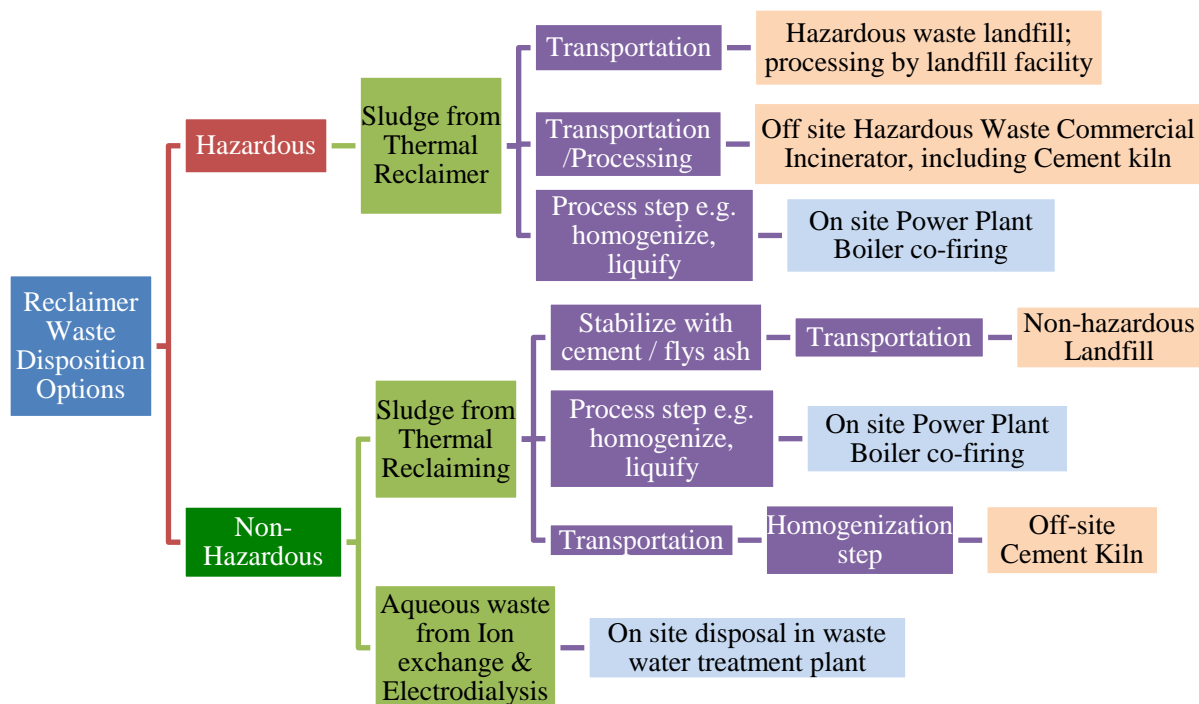 Reclaimer
Waste
Disposition
Options
Hazardous
Sludge from
Thermal
Reclaimer
Transportation
Hazardous waste landfill;
processing by landfill facility
Transportation
/Processing
Off site Hazardous Waste Commercial
Incinerator, including Cement kiln
Process step e.g.
homogenize,
liquify
On site Power Plant
Boiler co-firing
Non-
Hazardous
Sludge from
Thermal
Reclaiming
Stabilize with
cement / flys ash
Transportation
Non-hazardous
Landfill
Process step e.g.
homogenize,
liquify
On site Power Plant
Boiler co-firing
Transportation
Homogenization
step
Off-site
Cement Kiln
Aqueous waste
from Ion
exchange &
Electrodialysis
On site disposal in waste
water treatment plant